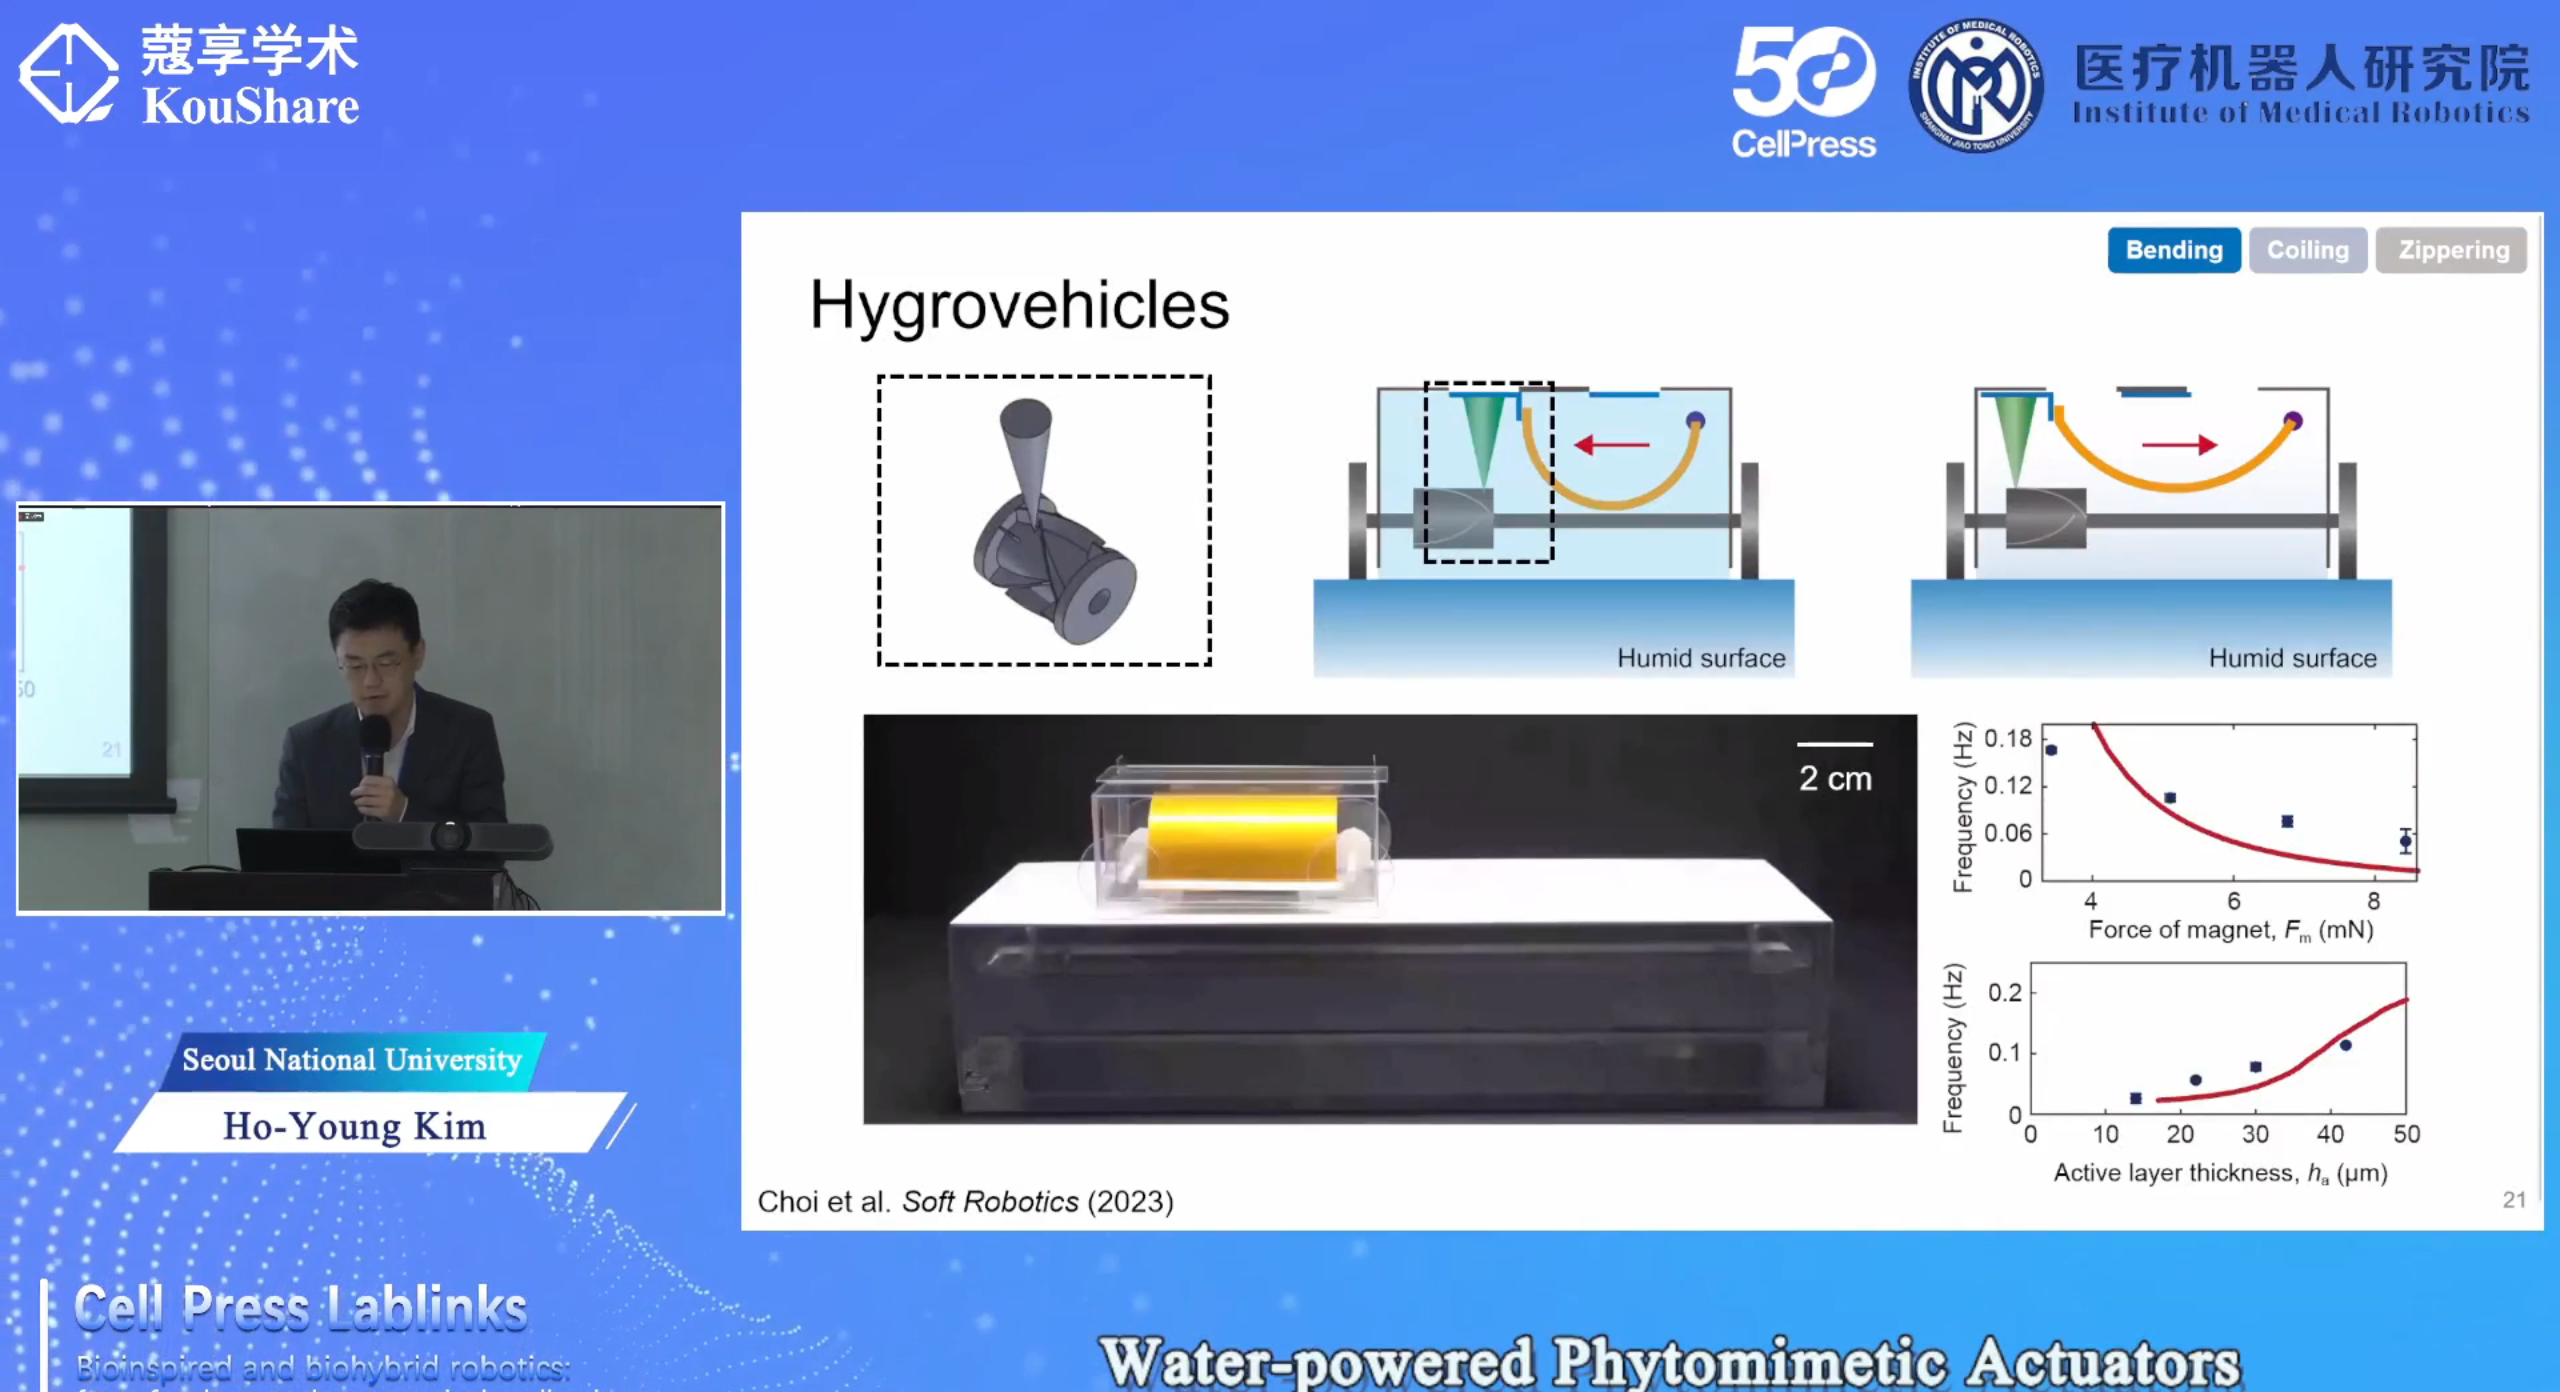 蔻享学术
KouShare
50
CellPress
INSTITUTE OF MEDICAL ROBOTICS
SHANGHAI JIAO TONG UNIVERSITY
医疗机器人研究院
Institute of Medical Robotics
Bending
Coiling
Zippering
Hygrovehicles
Humid surface
Humid surface
2 cm
Frequency (Hz)
0.18
0.12
0.06
0
4 6 8
Force of magnet, Fm (mN)
Frequency (Hz)
0.2
0.1
0
0 10 20 30 40 50
Active layer thickness, ha (μm)
Choi et al. Soft Robotics (2023)
21
50
21
Seoul National University
Ho-Young Kim
Cell Press Lablinks
Bioinspired and biohybrid robotics:
Water-powered Phytomimetic Actuators